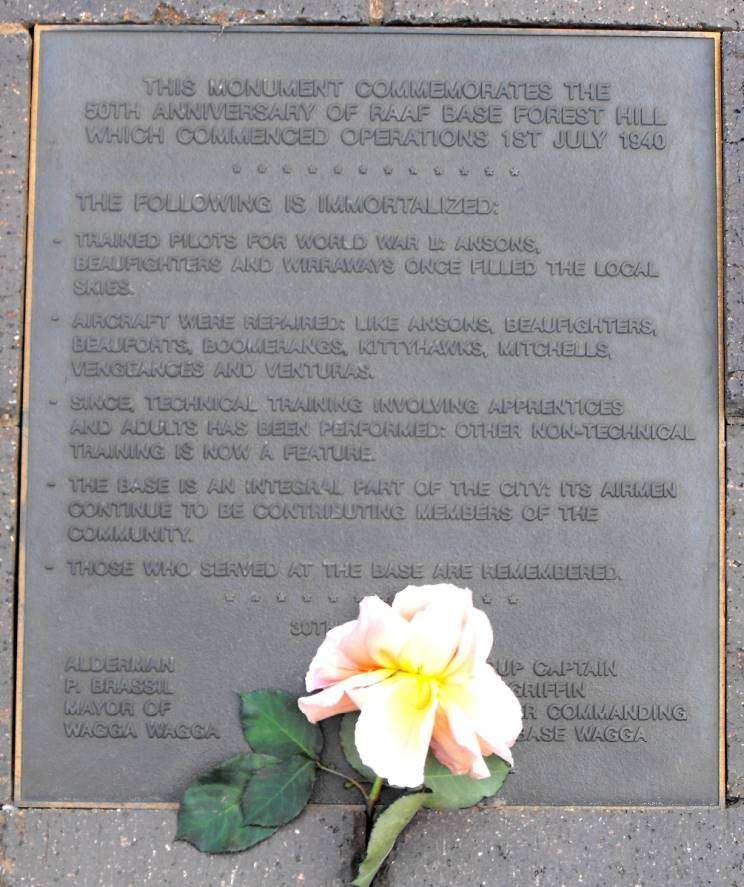 THIS MONUMENT COMMEMORATES THE
50TH ANNIVERSARY OF RAAF BASE FOREST HILL
WHICH COMMENCED OPERATIONS 1ST JULY 1940
* * * * * * * * * * * *
THE FOLLOWING IS IMMORTALIZED:
- TRAINED PILOTS FOR WORLD WAR II: ANSONS,
BEAUFIGHTERS AND WIRRAWAYS ONCE FILLED THE LOCAL
SKIES.
- AIRCRAFT WERE REPAIRED: LIKE ANSONS, BEAUFIGHTERS,
BEAUFORTS, BOOMERANGS, KITTYHAWKS, MITCHELLS,
VENGEANCES AND VENTURAS.
- SINCE, TECHNICAL TRAINING INVOLVING APPRENTICES
AND ADULTS HAS BEEN PERFORMED: OTHER NON-TECHNICAL
TRAINING IS NOW A FEATURE.
- THE BASE IS AN INTEGRAL PART OF THE CITY: ITS AIRMEN
CONTINUE TO BE CONTRIBUTING MEMBERS OF THE
COMMUNITY.
- THOSE WHO SERVED AT THE BASE ARE REMEMBERED.
* * * * * * * * *
30TH
ALDERMAN
P. BRASSIL
MAYOR OF
WAGGA WAGGA
UP CAPTAIN
GRIFFIN
R COMMANDING
BASE WAGGA